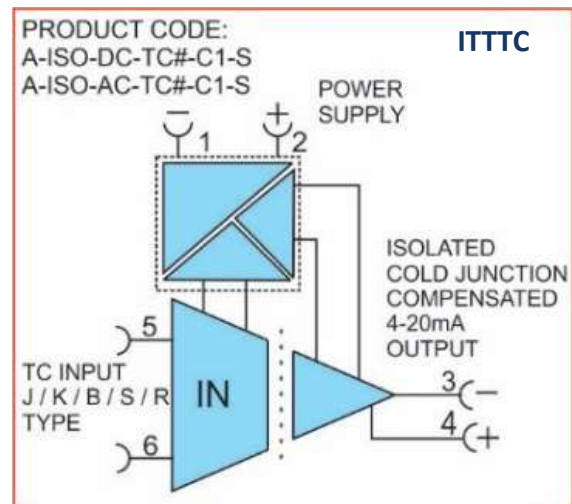 PRODUCT CODE:
A-ISO-DC-TC#-C1-S
A-ISO-AC-TC#-C1-S
ITTTC
POWER
SUPPLY
− +
1 2
ISOLATED
COLD JUNCTION
COMPENSATED
4-20mA
OUTPUT
5
TC INPUT
J / K / B / S / R
TYPE
6
IN
3 −
4 +